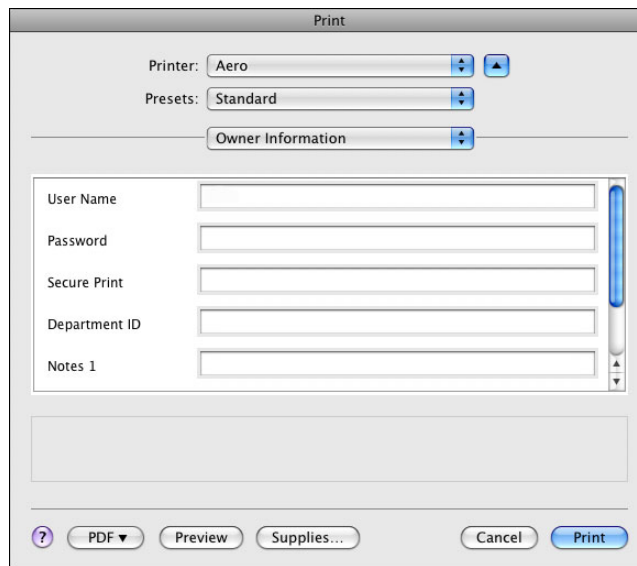 Print
Printer: Aero
Presets: Standard
Owner Information
User Name
Password
Secure Print
Department ID
Notes 1
? PDF▼ Preview Supplies... Cancel Print